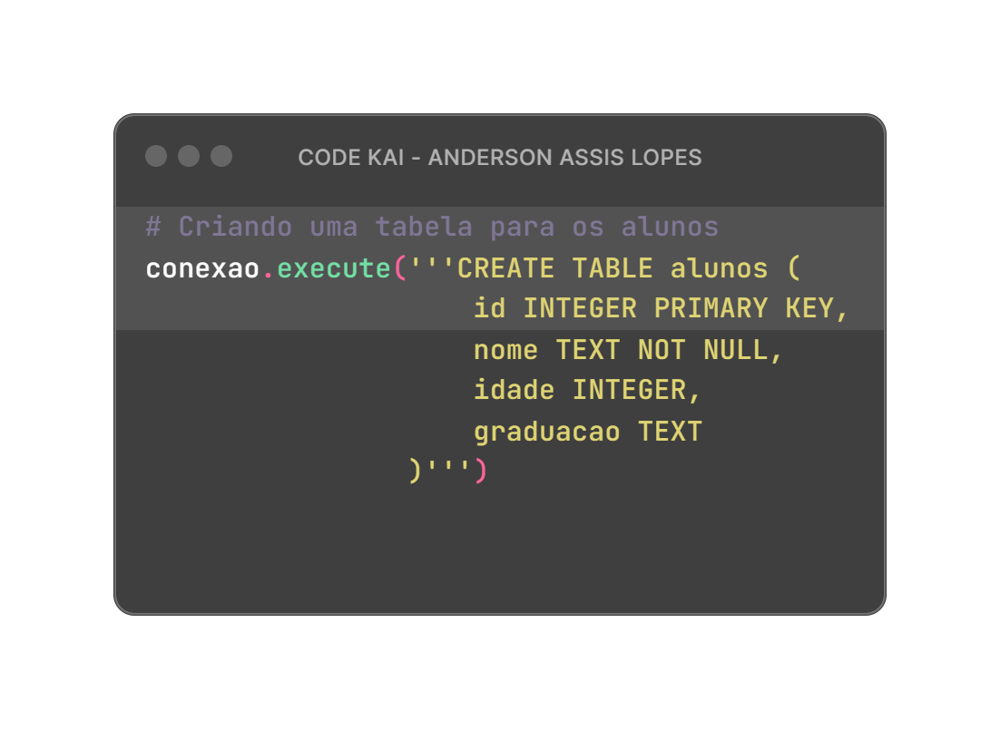 CODE KAI - ANDERSON ASSIS LOPES
# Criando uma tabela para os alunos
conexao.execute('''CREATE TABLE alunos (
                    id INTEGER PRIMARY KEY,
                    nome TEXT NOT NULL,
                    idade INTEGER,
                    graduacao TEXT
                )''')